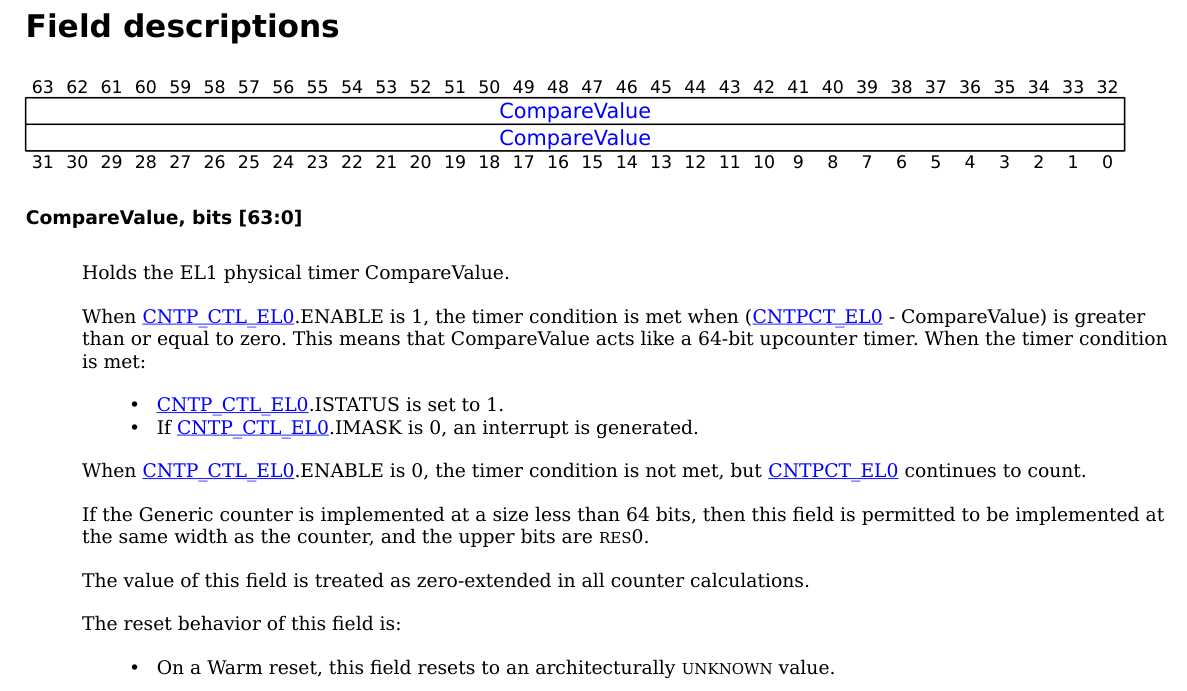 Field descriptions
63 62 61 60 59 58 57 56 55 54 53 52 51 50 49 48 47 46 45 44 43 42 41 40 39 38 37 36 35 34 33 32
CompareValue
CompareValue
31 30 29 28 27 26 25 24 23 22 21 20 19 18 17 16 15 14 13 12 11 10 9 8 7 6 5 4 3 2 1 0
CompareValue, bits [63:0]
Holds the EL1 physical timer CompareValue.
When CNTP_CTL_EL0.ENABLE is 1, the timer condition is met when (CNTPCT_EL0 - CompareValue) is greater
than or equal to zero. This means that CompareValue acts like a 64-bit upcounter timer. When the timer condition
is met:
• CNTP_CTL_EL0.ISTATUS is set to 1.
• If CNTP_CTL_EL0.IMASK is 0, an interrupt is generated.
When CNTP_CTL_EL0.ENABLE is 0, the timer condition is not met, but CNTPCT_EL0 continues to count.
If the Generic counter is implemented at a size less than 64 bits, then this field is permitted to be implemented at
the same width as the counter, and the upper bits are RES0.
The value of this field is treated as zero-extended in all counter calculations.
The reset behavior of this field is:
• On a Warm reset, this field resets to an architecturally UNKNOWN value.